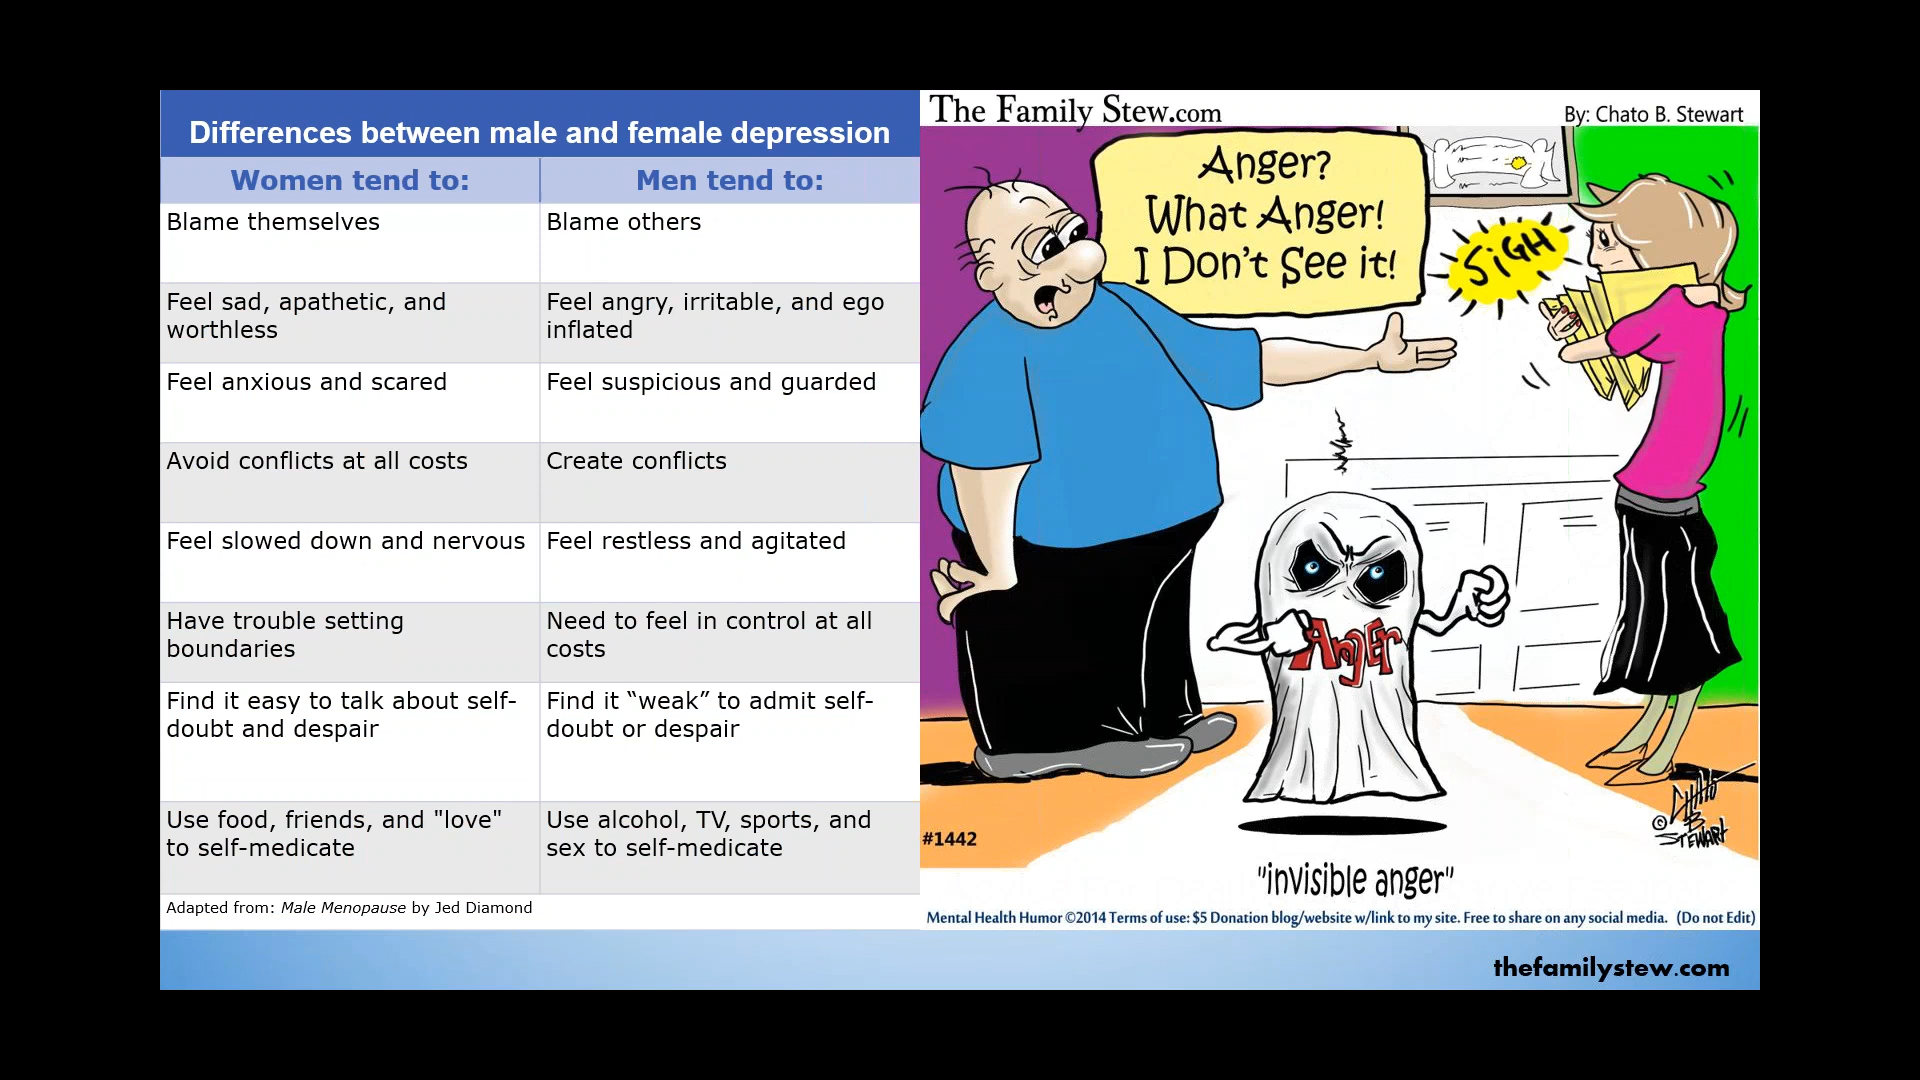 Differences between male and female depression
Women tend to:
Men tend to:
Blame themselves
Blame others
Feel sad, apathetic, and
worthless
Feel angry, irritable, and ego
inflated
Feel anxious and scared
Feel suspicious and guarded
Avoid conflicts at all costs
Create conflicts
Feel slowed down and nervous
Feel restless and agitated
Have trouble setting
boundaries
Need to feel in control at all
costs
Find it easy to talk about self-
doubt and despair
Find it “weak” to admit self-
doubt or despair
Use food, friends, and "love"
to self-medicate
Use alcohol, TV, sports, and
sex to self-medicate
Adapted from: Male Menopause by Jed Diamond
The Family Stew.com
By: Chato B. Stewart
Anger?
What Anger!
I Don't See it!
SIGH
AngEr
CHATO
B
© STEWART
#1442
"invisible anger"
Mental Health Humor ©2014 Terms of use: $5 Donation blog/website w/link to my site. Free to share on any social media. (Do not Edit)
thefamilystew.com